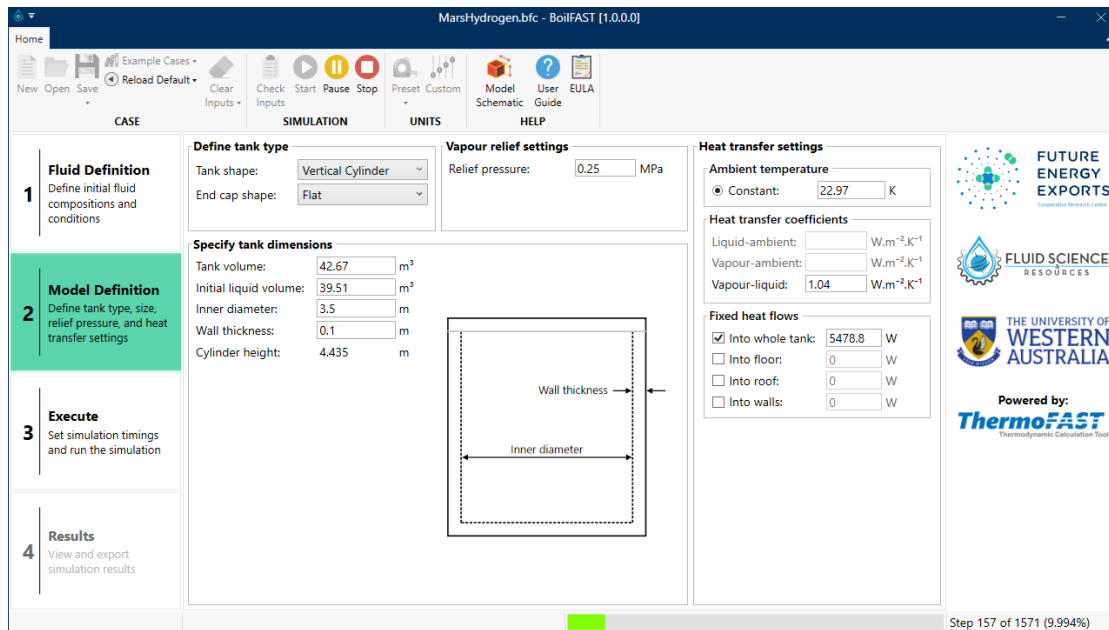 MarsHydrogen.bfc - BoilFAST [1.0.0.0]
Home
New
Open
Save
Example Cases
Reload Default
Clear
Inputs
Check
Inputs
Start
Pause
Stop
Preset
Custom
Model
Schematic
User
Guide
EULA
CASE
SIMULATION
UNITS
HELP
1
Fluid Definition
Define initial fluid
compositions and
conditions
2
Model Definition
Define tank type, size,
relief pressure, and heat
transfer settings
3
Execute
Set simulation timings
and run the simulation
4
Results
View and export
simulation results
Define tank type
Tank shape: Vertical Cylinder
End cap shape: Flat
Vapour relief settings
Relief pressure: 0.25 MPa
Specify tank dimensions
Tank volume: 42.67 m³
Initial liquid volume: 39.51 m³
Inner diameter: 3.5 m
Wall thickness: 0.1 m
Cylinder height: 4.435 m
Wall thickness
Inner diameter
Heat transfer settings
Ambient temperature
Constant: 22.97 K
Heat transfer coefficients
Liquid-ambient: W.m⁻².K⁻¹
Vapour-ambient: W.m⁻².K⁻¹
Vapour-liquid: 1.04 W.m⁻².K⁻¹
Fixed heat flows
Into whole tank: 5478.8 W
Into floor: 0 W
Into roof: 0 W
Into walls: 0 W
FUTURE
ENERGY
EXPORTS
Cooperative Research Centre
FLUID SCIENCE
RESOURCES
THE UNIVERSITY OF
WESTERN
AUSTRALIA
Powered by:
ThermoFAST
Thermodynamic Calculation Tool
Step 157 of 1571 (9.994%)